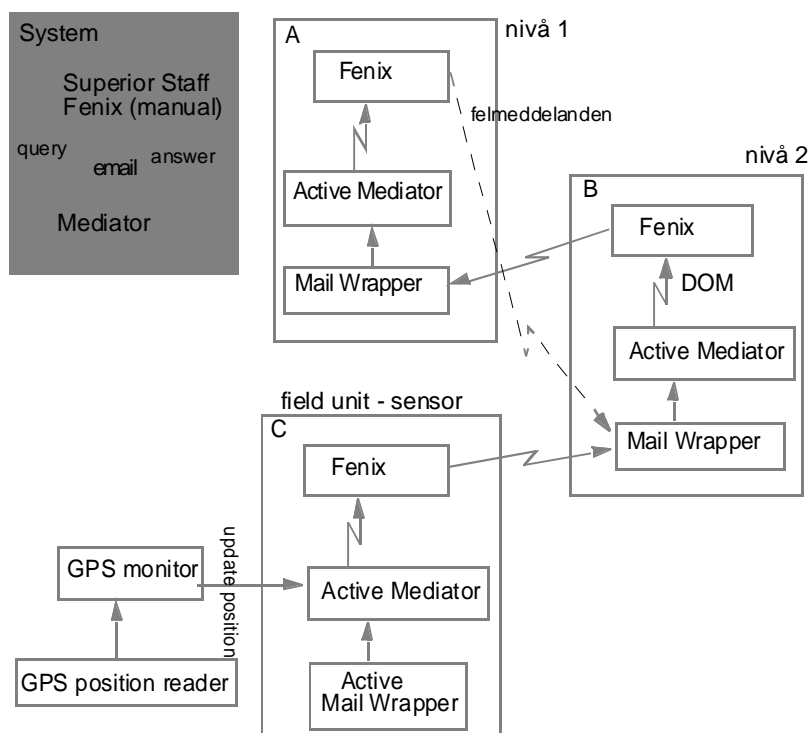 System
Superior Staff
Fenix (manual)
query
email
answer
Mediator
A
nivå 1
Fenix
felmeddelanden
Active Mediator
Mail Wrapper
nivå 2
B
Fenix
DOM
Active Mediator
Mail Wrapper
field unit - sensor
C
Fenix
update position
GPS monitor
Active Mediator
GPS position reader
Active
Mail Wrapper